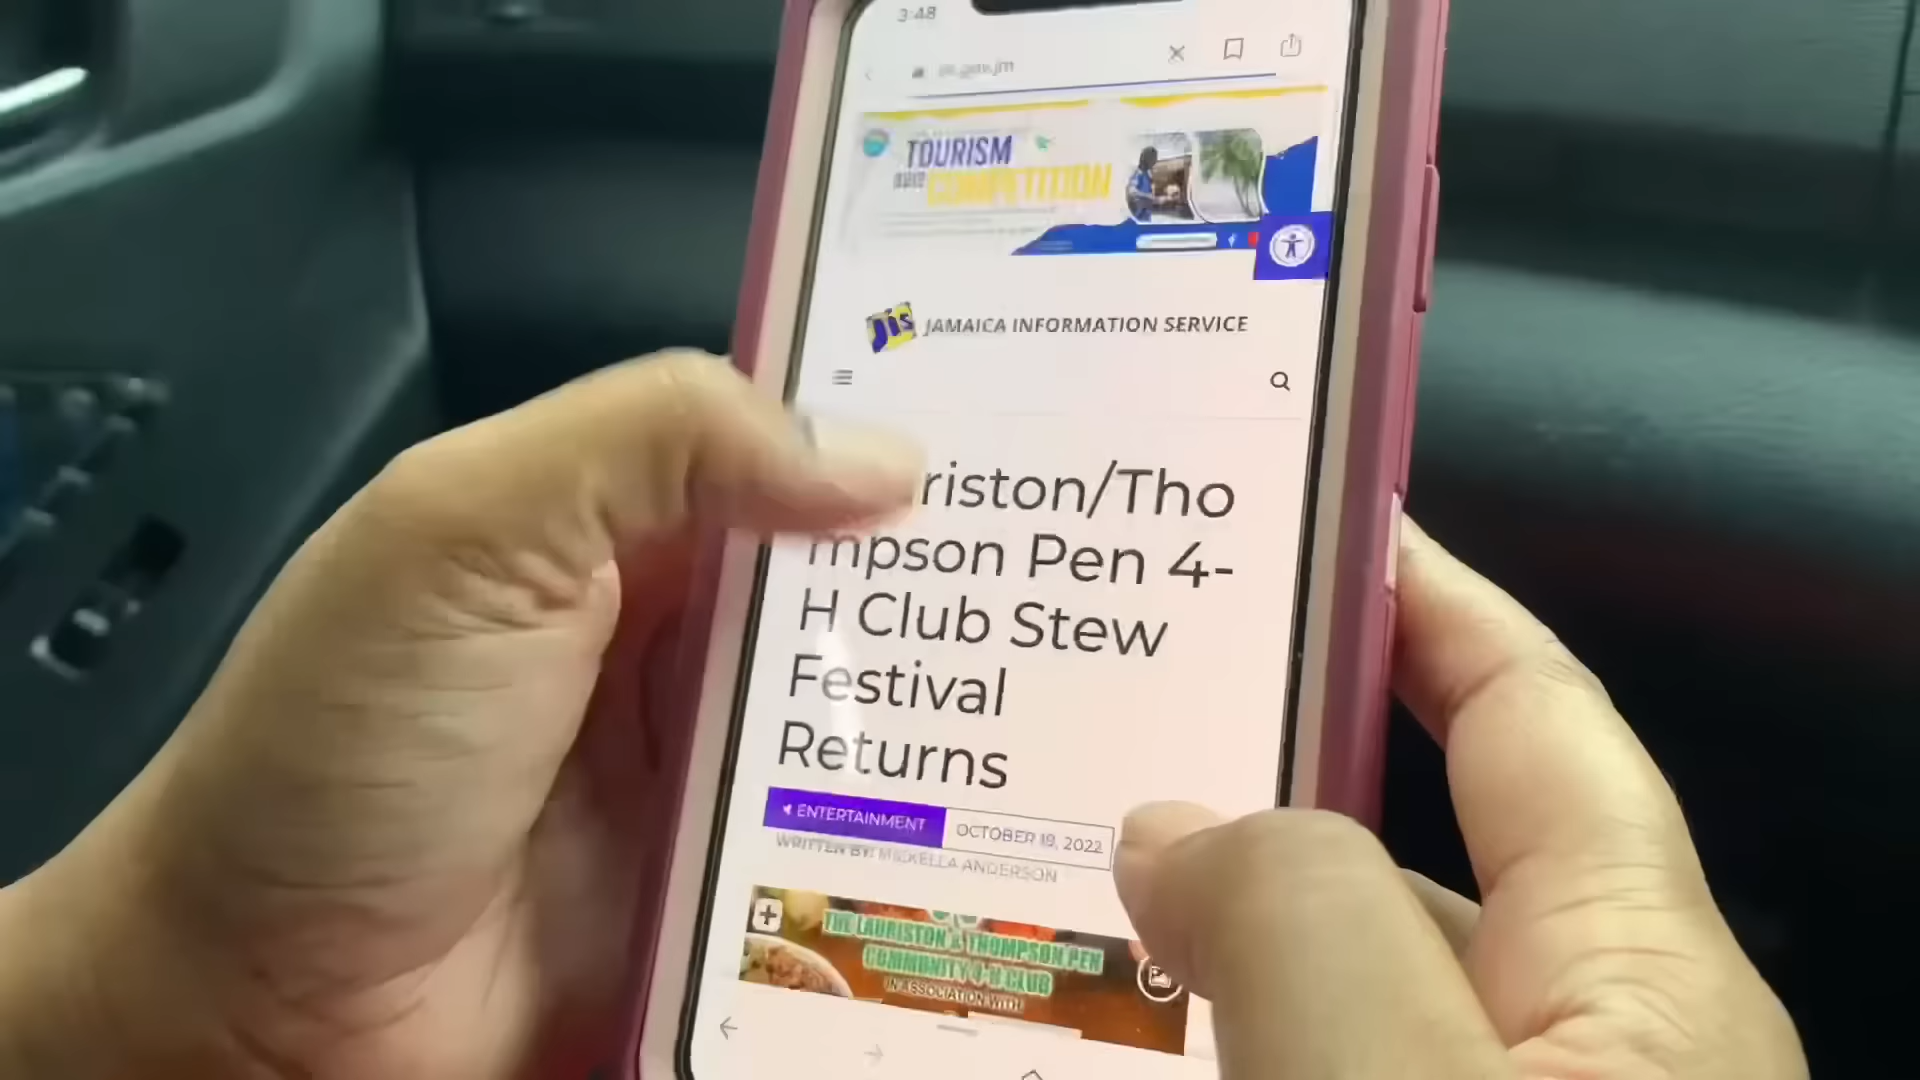 3:48
TOURISM
COMPETITION
JIS JAMAICA INFORMATION SERVICE
riston/Tho
mpson Pen 4-
H Club Stew
Festival
Returns
ENTERTAINMENT
OCTOBER 19, 2022
WRITTEN BY: ANDERSON
THE LAURISTON & THOMPSON PEN
COMMUNITY 4-H CLUB
IN ASSOCIATION WITH